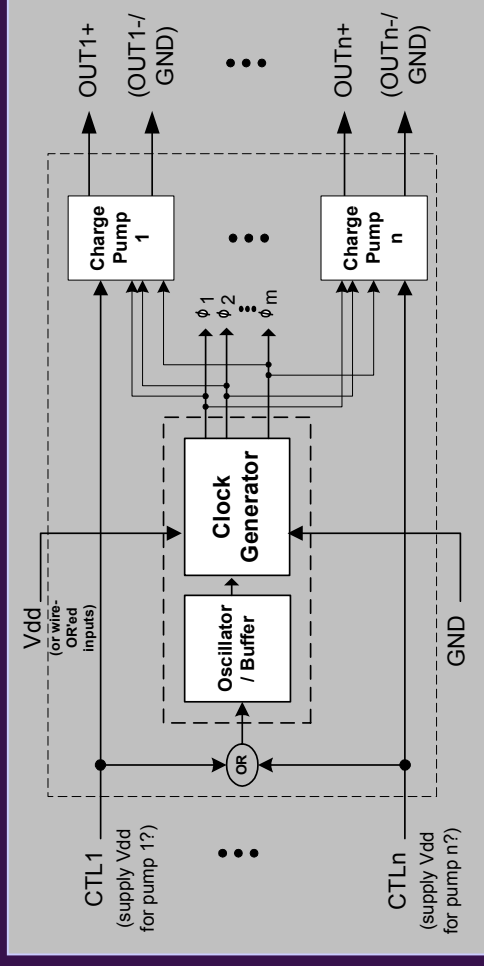 Vdd
(or wire-
OR'ed
inputs)
CTL1
(supply Vdd
for pump 1?)
•••
CTLn
(supply Vdd
for pump n?)
GND
OR
Oscillator
/ Buffer
Clock
Generator
ϕ 1
ϕ 2
•••
ϕ m
Charge
Pump
1
•••
Charge
Pump
n
OUT1+
(OUT1-/
GND)
•••
OUTn+
(OUTn-/
GND)